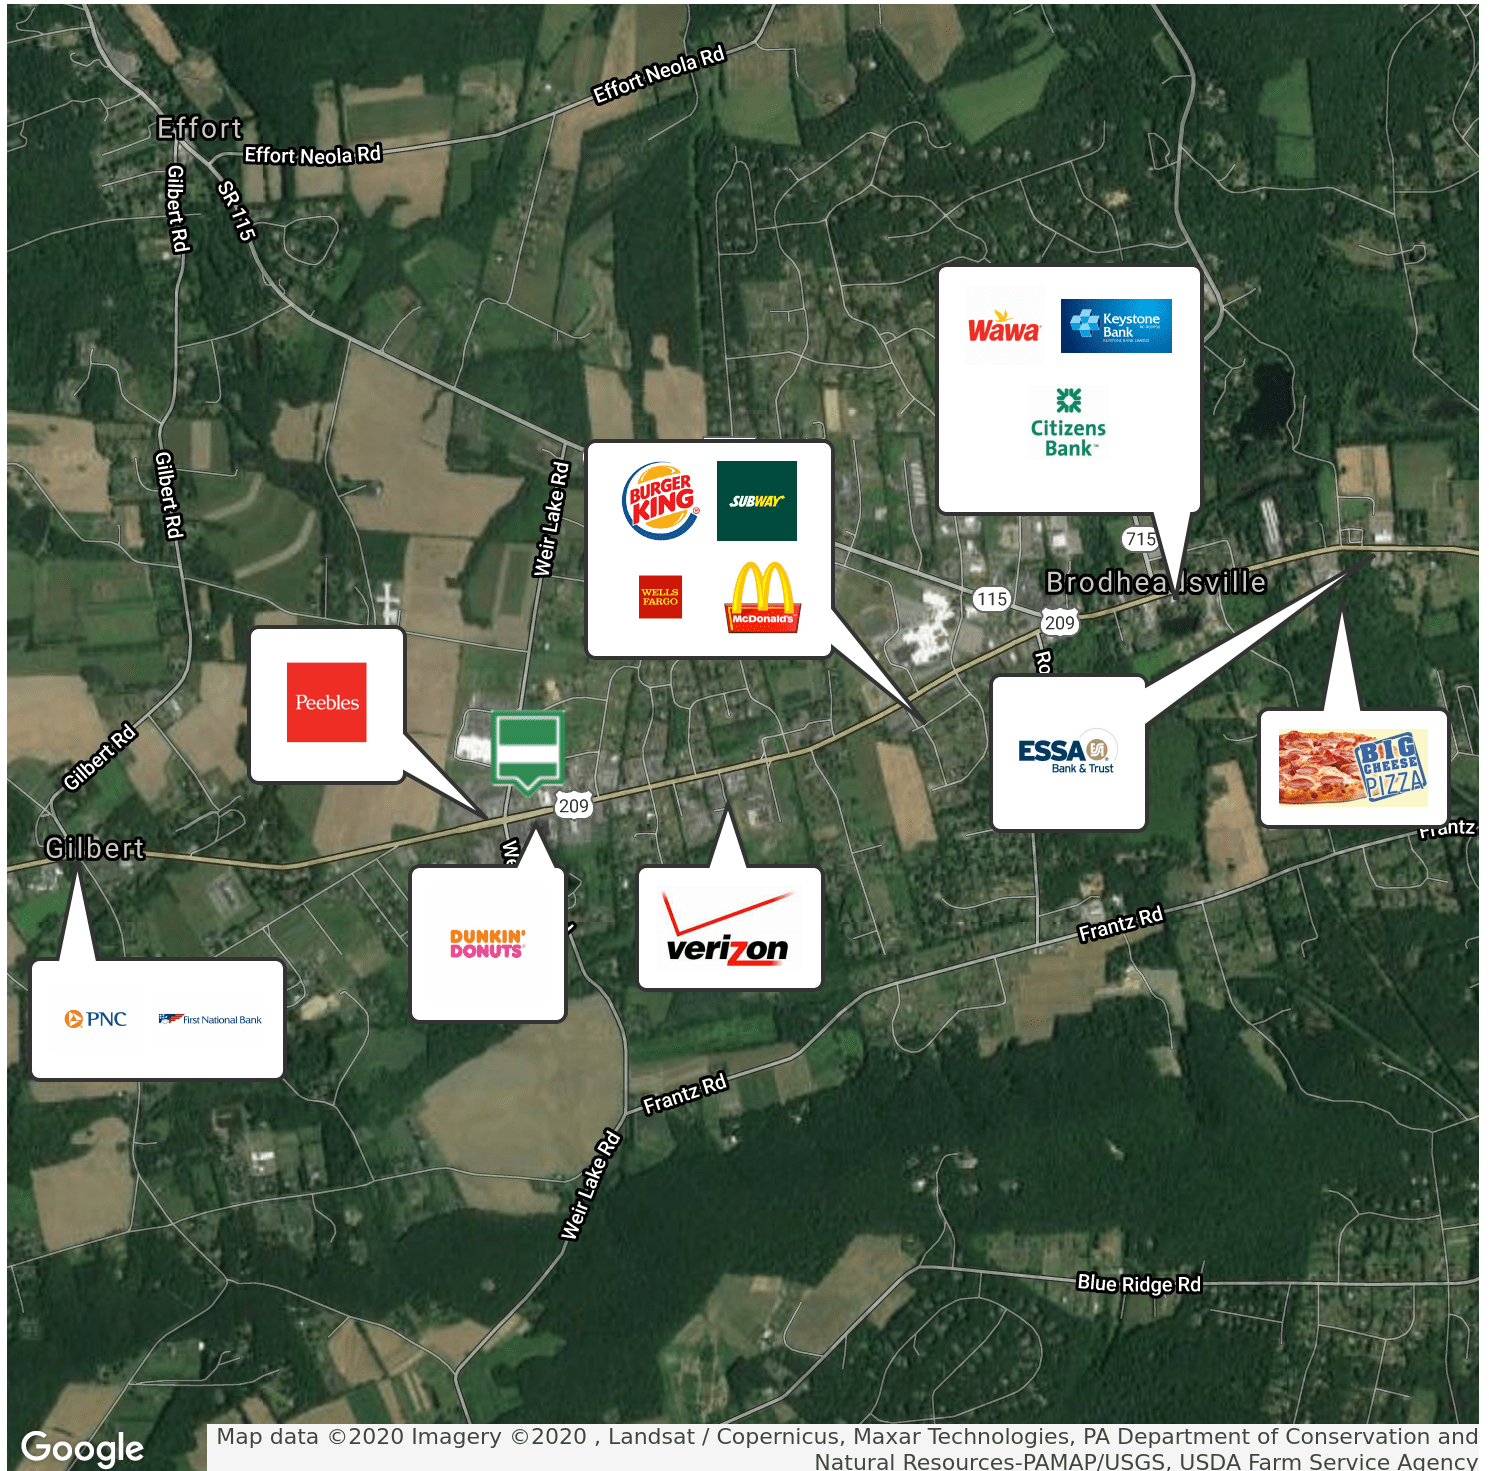 Effort Neola Rd
Effort
Effort Neola Rd
Gilbert Rd
SR 115
Wawa
Keystone
Bank
Citizens
Bank™
BURGER
KING®
SUBWAY
WELLS
FARGO
McDonald's
Gilbert Rd
Weir Lake Rd
715
Brodheadsville
115
209
Ro
Peebles
ESSA
Bank & Trust
BIG
CHEESE
PIZZA
Gilbert Rd
209
Frantz
Gilbert
We
DUNKIN'
DONUTS
verizon
Frantz Rd
PNC
First National Bank
Frantz Rd
Weir Lake Rd
Blue Ridge Rd
Google
Map data ©2020 Imagery ©2020 , Landsat / Copernicus, Maxar Technologies, PA Department of Conservation and
Natural Resources-PAMAP/USGS, USDA Farm Service Agency